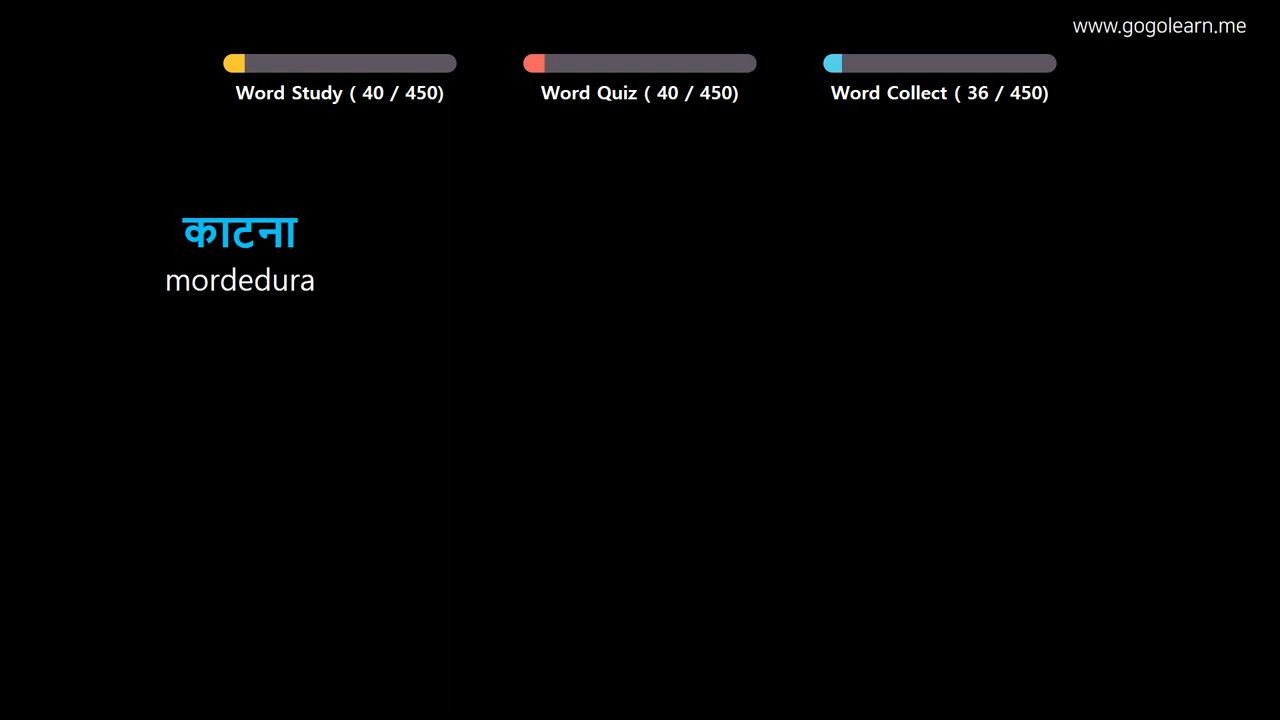 www.gogolearn.me
Word Study ( 40 / 450)
Word Quiz ( 40 / 450)
Word Collect ( 36 / 450)
काटना
mordedura